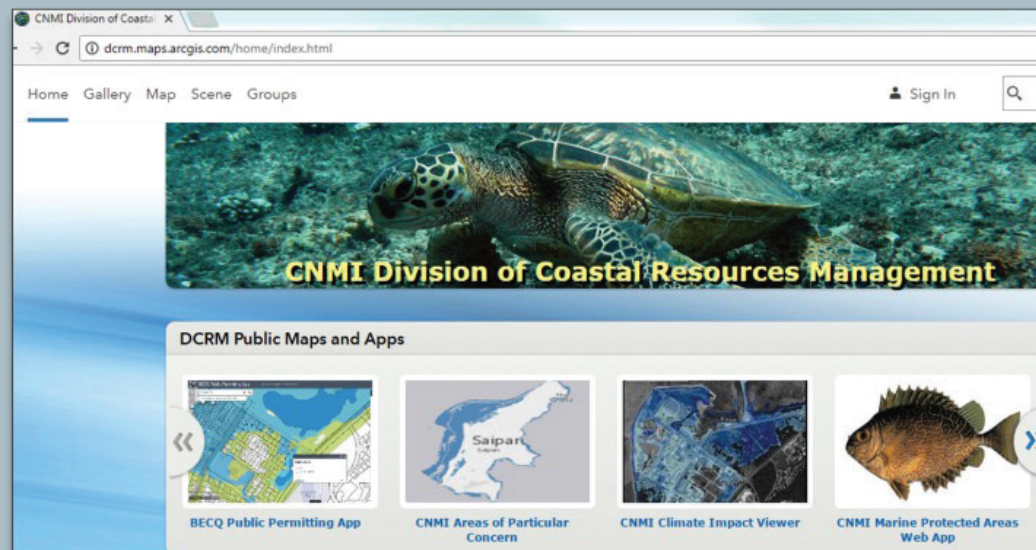 CNMI Division of Coastal
dcrm.maps.arcgis.com/home/index.html
Home Gallery Map Scene Groups Sign In
CNMI Division of Coastal Resources Management
DCRM Public Maps and Apps
Saipan
Saipan
BECQ Public Permitting App
CNMI Areas of Particular
Concern
CNMI Climate Impact Viewer
CNMI Marine Protected Areas
Web App